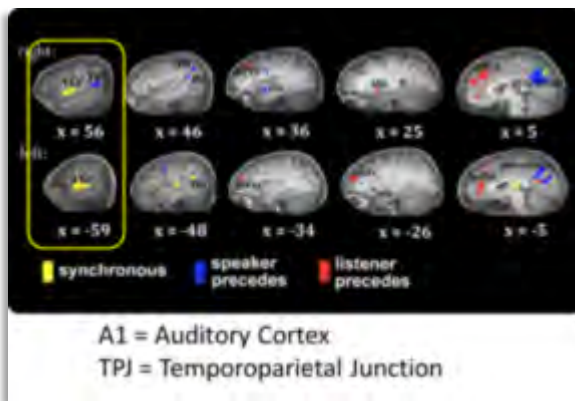 right:
x = 56 x = 46 x = 36 x = 25 x = 5
left:
x = -59 x = -48 x = -34 x = -26 x = -5
synchronous speaker precedes listener precedes
A1 = Auditory Cortex
TPJ = Temporoparietal Junction